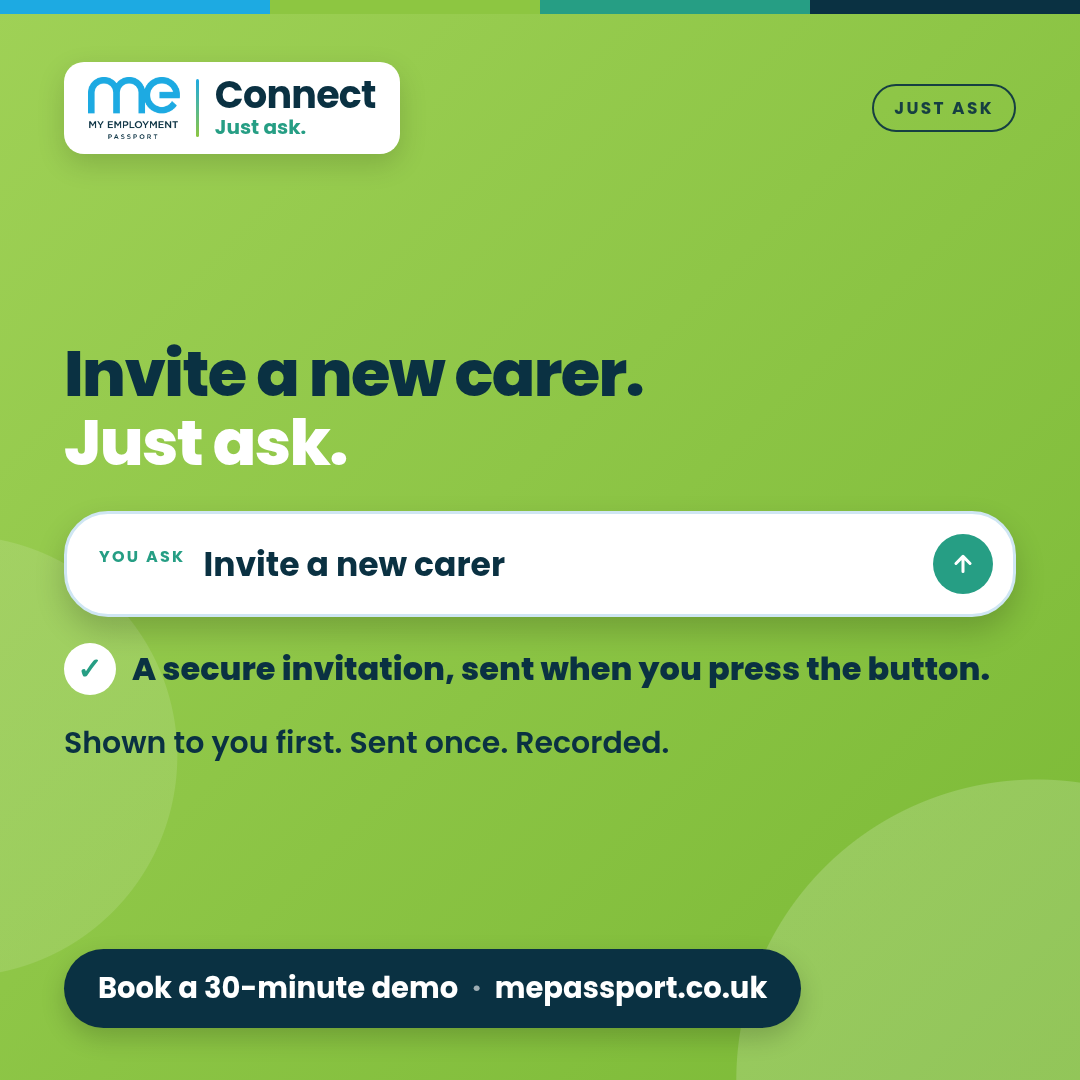 me
MY EMPLOYMENT
PASSPORT
Connect
Just ask.
JUST ASK
Invite a new carer.
Just ask.
YOU ASK Invite a new carer
✓ A secure invitation, sent when you press the button.
Shown to you first. Sent once. Recorded.
Book a 30-minute demo · mepassport.co.uk